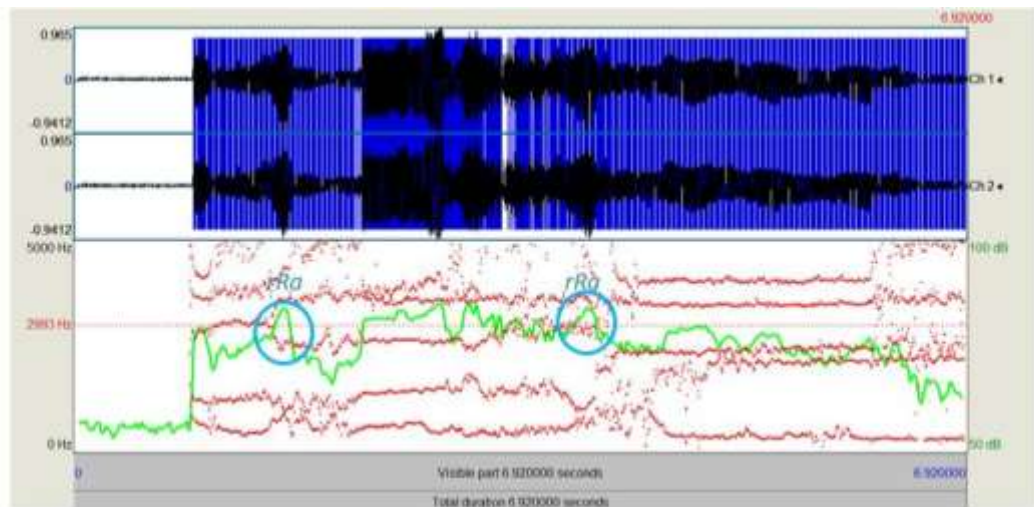 6.920000
0.965
0
-0.9412
Ch 1
0.965
0
-0.9412
Ch 2
5000 Hz
100 dB
rRa
rRa
2993 Hz
0 Hz
50 dB
0
Visible part 6.920000 seconds
6.920000
Total duration 6.920000 seconds